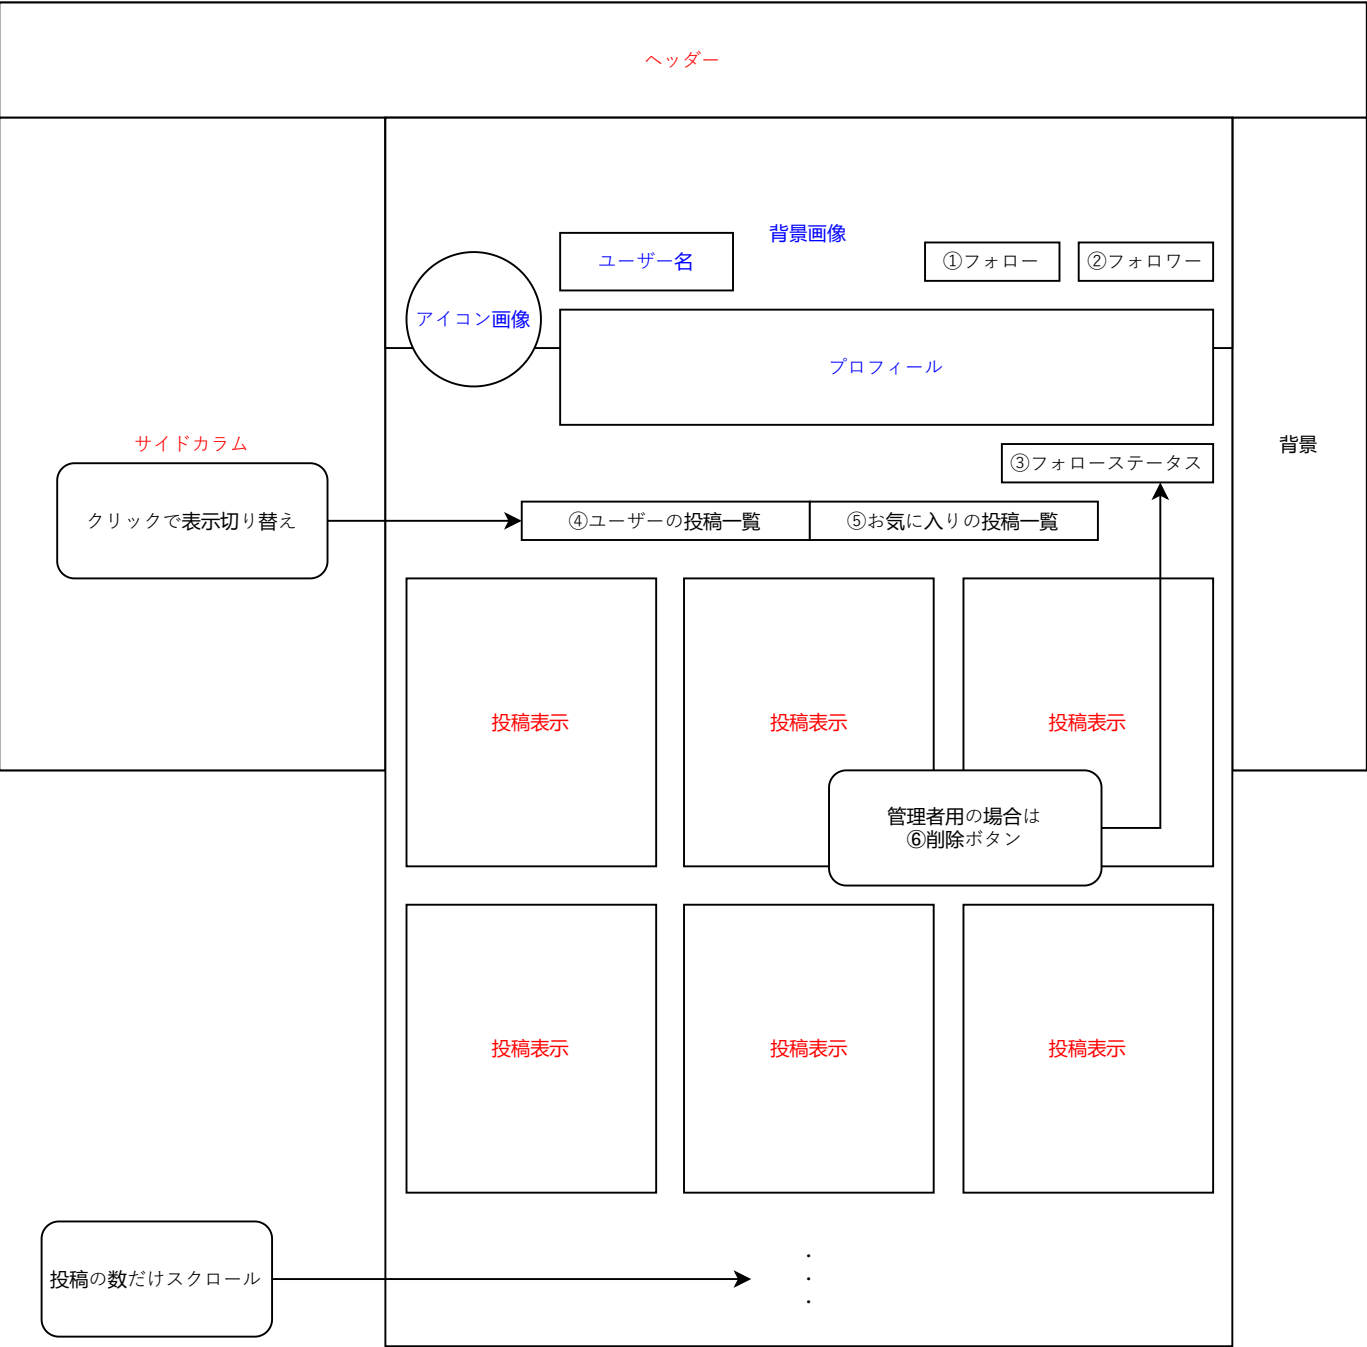 ヘッダー
背景画像
ユーザー名
①フォロー
②フォロワー
アイコン画像
プロフィール
サイドカラム
背景
③フォローステータス
クリックで表示切り替え
④ユーザーの投稿一覧
⑤お気に入りの投稿一覧
投稿表示
投稿表示
投稿表示
管理者用の場合は
⑥削除ボタン
投稿表示
投稿表示
投稿表示
投稿の数だけスクロール
・
・
・